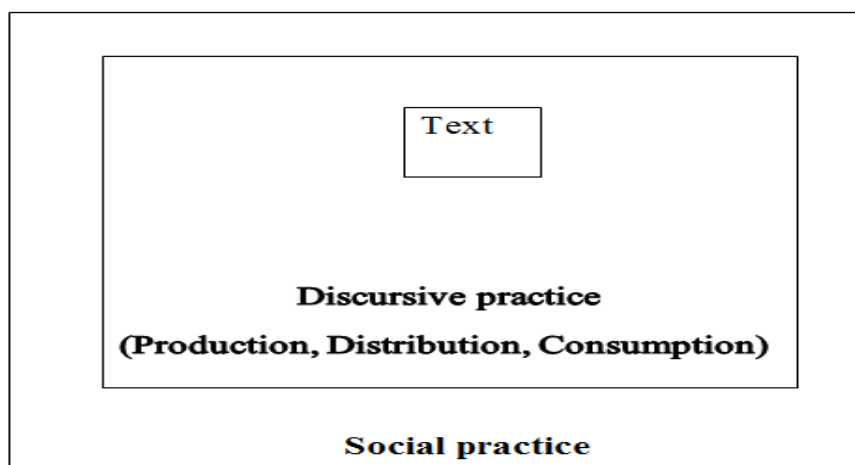 Text
Discursive practice
(Production, Distribution, Consumption)
Social practice